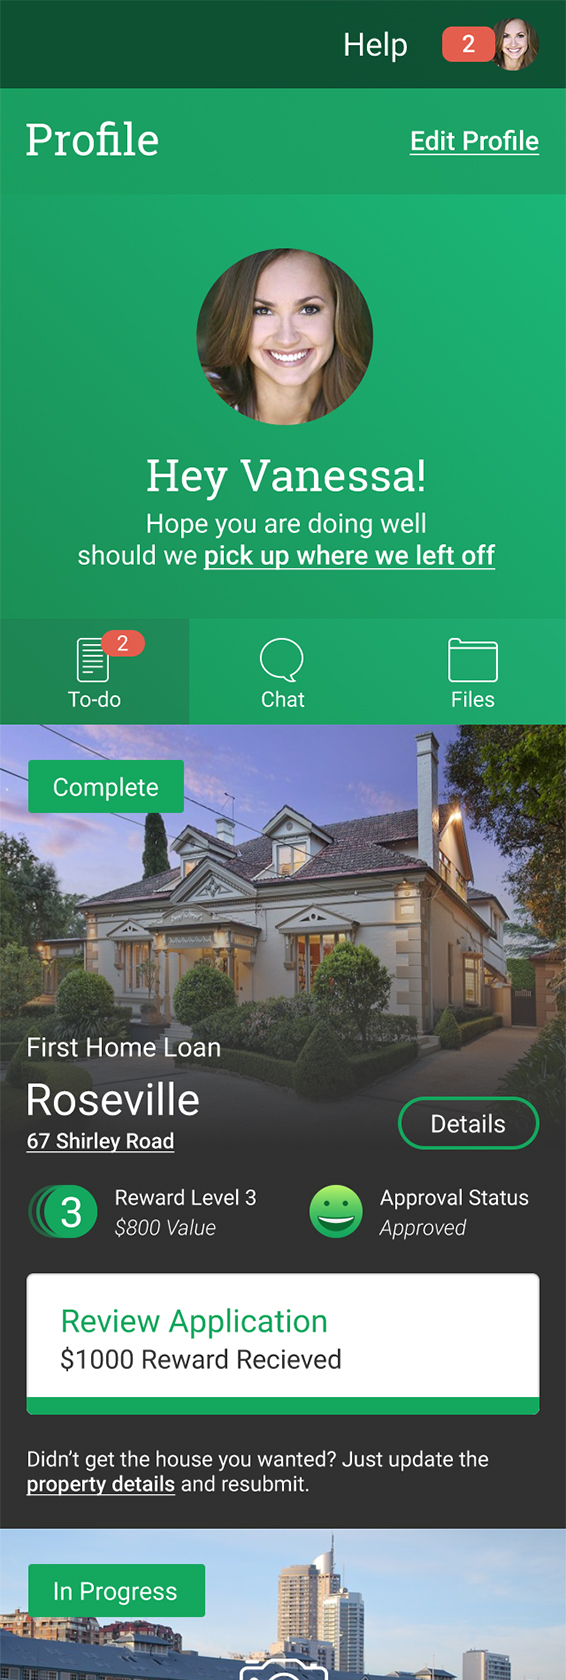 Help 2
Profile Edit Profile
Hey Vanessa!
Hope you are doing well
should we pick up where we left off
2
To-do Chat Files
Complete
First Home Loan
Roseville
67 Shirley Road
Details
3 Reward Level 3 Approval Status
$800 Value Approved
Review Application
$1000 Reward Recieved
Didn’t get the house you wanted? Just update the
property details and resubmit.
In Progress